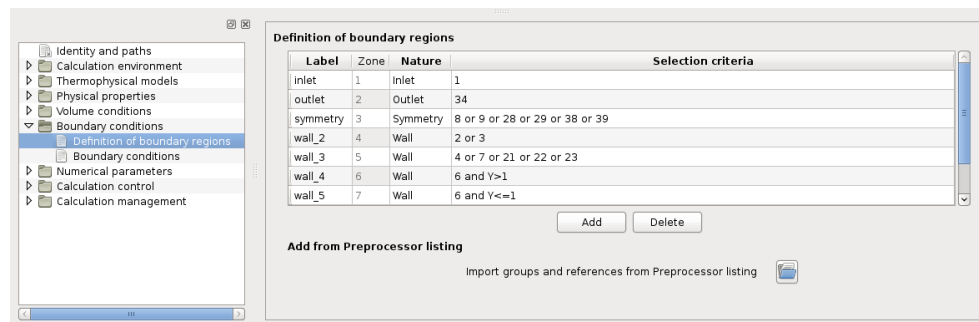 Identity and paths
Calculation environment
Thermophysical models
Physical properties
Volume conditions
Boundary conditions
Definition of boundary regions
Boundary conditions
Numerical parameters
Calculation control
Calculation management
Definition of boundary regions
Label Zone Nature Selection criteria
inlet 1 Inlet 1
outlet 2 Outlet 34
symmetry 3 Symmetry 8 or 9 or 28 or 29 or 38 or 39
wall_2 4 Wall 2 or 3
wall_3 5 Wall 4 or 7 or 21 or 22 or 23
wall_4 6 Wall 6 and Y>1
wall_5 7 Wall 6 and Y<=1
Add Delete
Add from Preprocessor listing
Import groups and references from Preprocessor listing